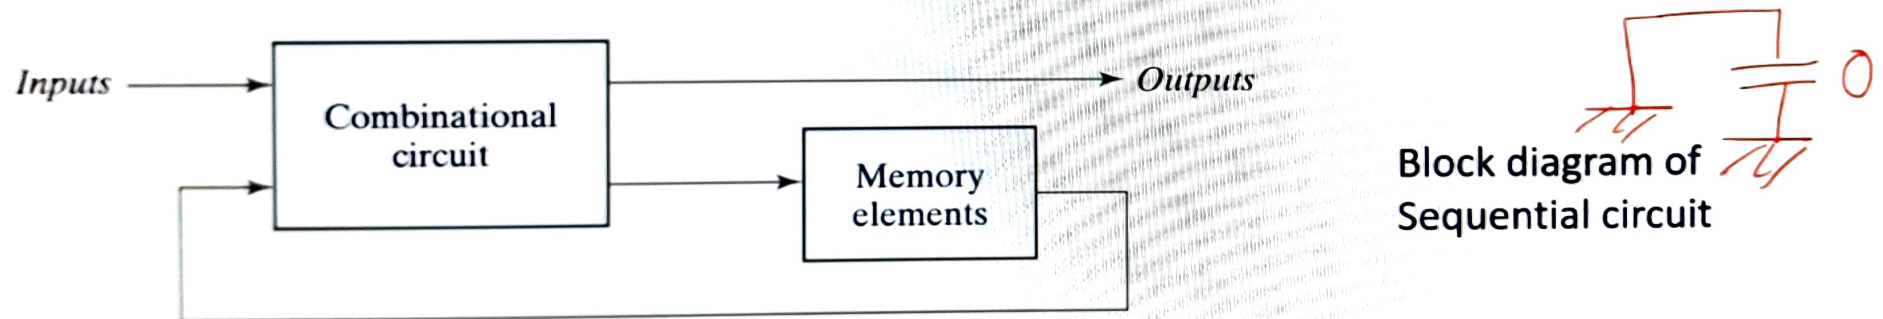 Inputs
Combinational
circuit
Outputs
Memory
elements
0
Block diagram of
Sequential circuit